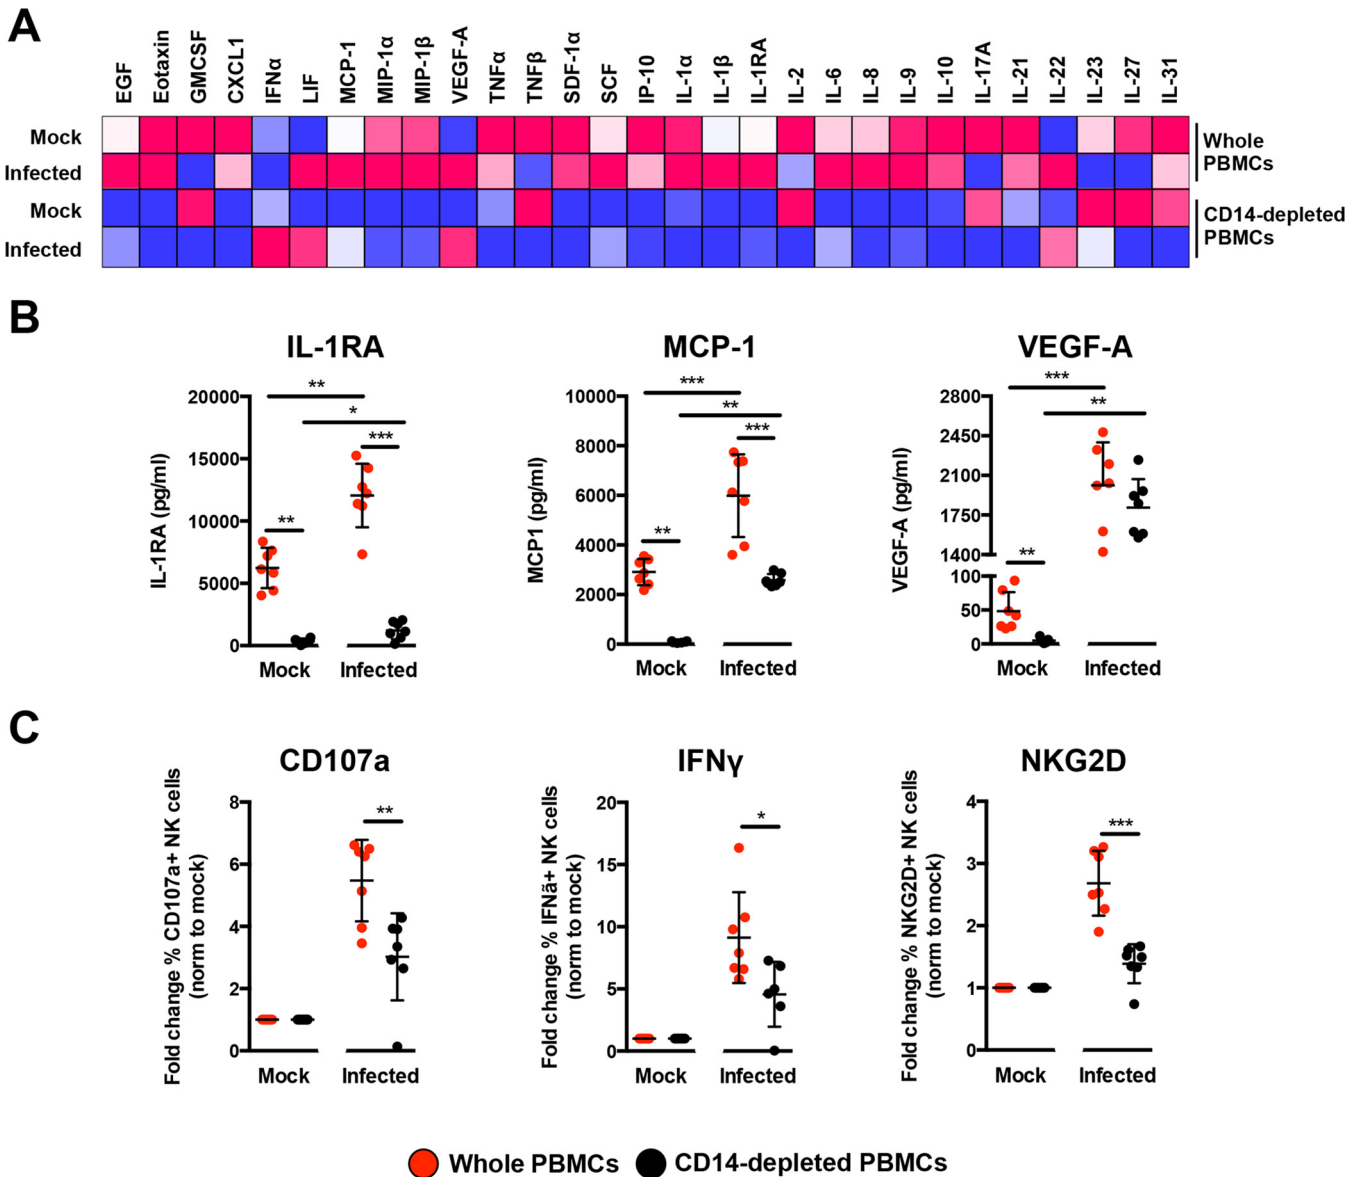 A
EGF Eotaxin GMCSF CXCL1 IFNα LIF MCP-1 MIP-1α MIP-1β VEGF-A TNFα TNFβ SDF-1α SCF IP-10 IL-1α IL-1β IL-1RA IL-2 IL-6 IL-8 IL-9 IL-10 IL-17A IL-21 IL-22 IL-23 IL-27 IL-31
Mock
Infected
Mock
Infected
Whole
PBMCs
CD14-depleted
PBMCs
B
IL-1RA
IL-1RA (pg/ml)
20000
15000
10000
5000
0
**
*
***
**
Mock Infected
MCP-1
MCP1 (pg/ml)
10000
8000
6000
4000
2000
0
***
**
***
**
Mock Infected
VEGF-A
VEGF-A (pg/ml)
2800
2450
2100
1750
1400
100
50
0
***
**
**
Mock Infected
C
CD107a
Fold change % CD107a+ NK cells
(norm to mock)
8
6
4
2
0
**
Mock Infected
IFNγ
Fold change % IFNã+ NK cells
(norm to mock)
20
15
10
5
0
*
Mock Infected
NKG2D
Fold change % NKG2D+ NK cells
(norm to mock)
4
3
2
1
0
***
Mock Infected
Whole PBMCs CD14-depleted PBMCs